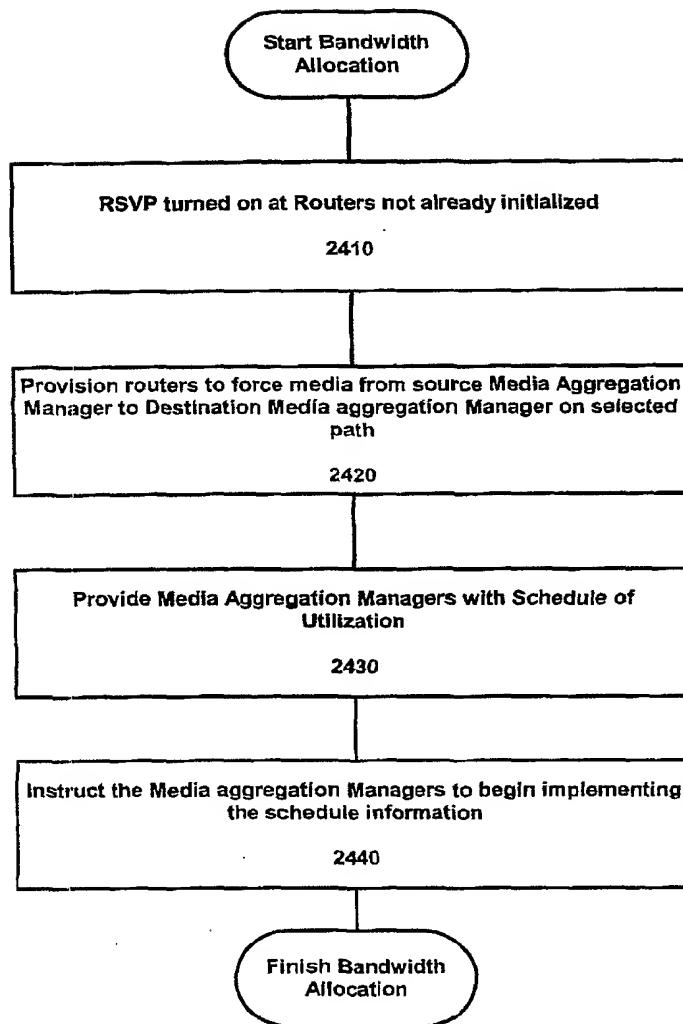 Start Bandwidth
Allocation
RSVP turned on at Routers not already initialized
2410
Provision routers to force media from source Media Aggregation
Manager to Destination Media aggregation Manager on selected
path
2420
Provide Media Aggregation Managers with Schedule of
Utilization
2430
Instruct the Media aggregation Managers to begin implementing
the schedule information
2440
Finish Bandwidth
Allocation